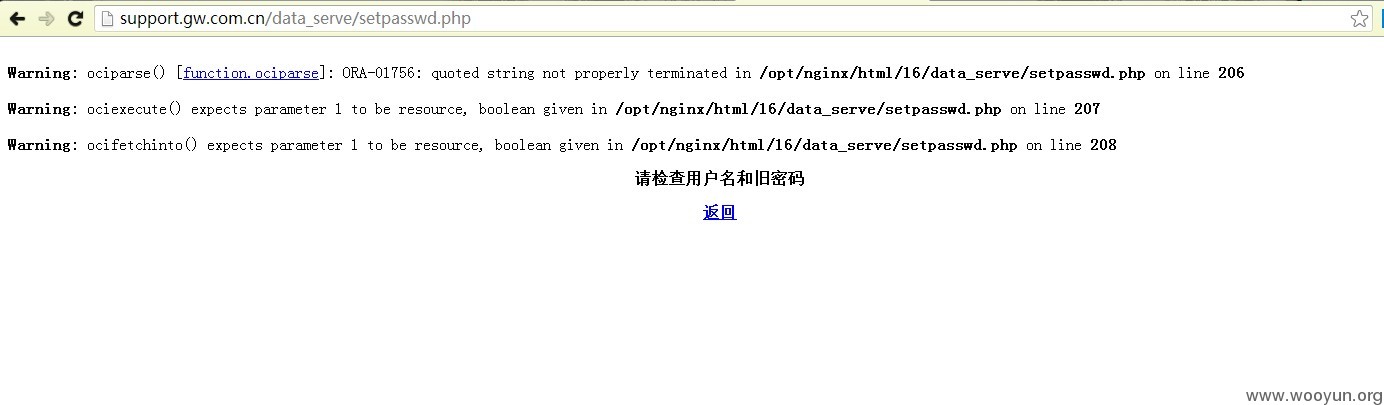 support.gw.com.cn/data_serve/setpasswd.php
Warning: ociparse() [function.ociparse]: ORA-01756: quoted string not properly terminated in /opt/nginx/html/16/data_serve/setpasswd.php on line 206
Warning: ociexecute() expects parameter 1 to be resource, boolean given in /opt/nginx/html/16/data_serve/setpasswd.php on line 207
Warning: ocifetchinto() expects parameter 1 to be resource, boolean given in /opt/nginx/html/16/data_serve/setpasswd.php on line 208
请检查用户名和旧密码
返回
www.wooyun.org